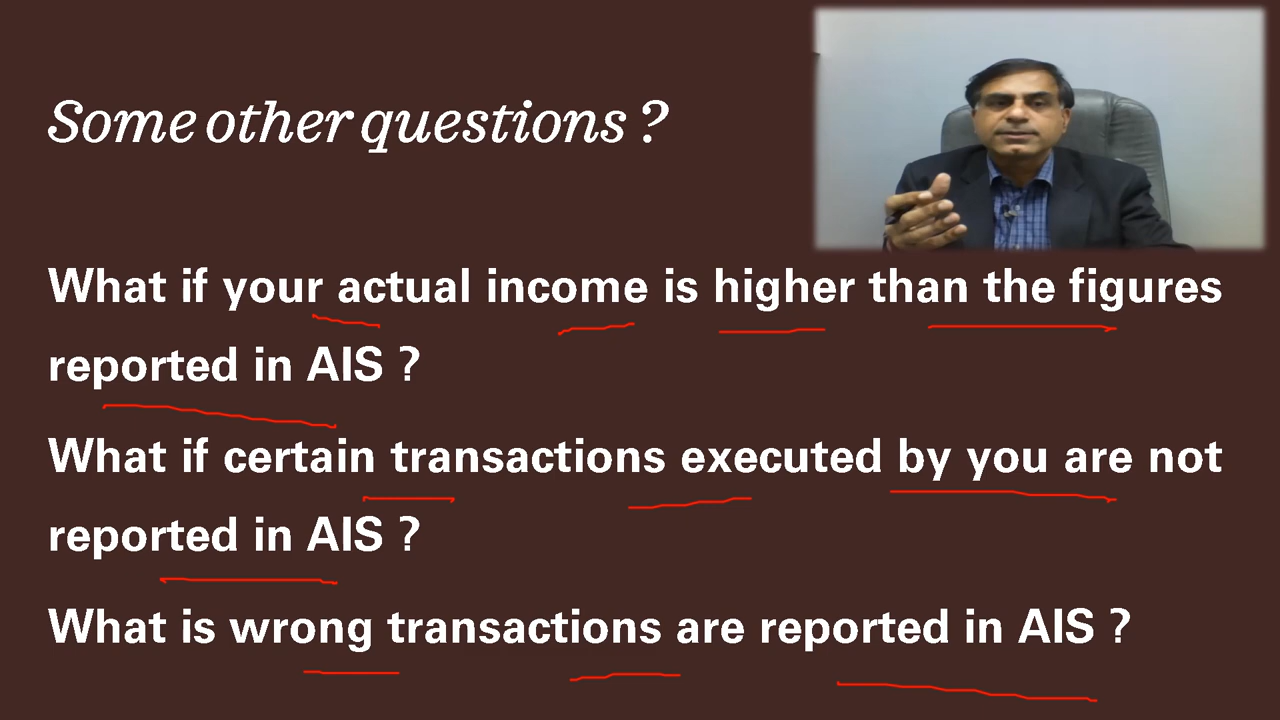 Some other questions ?
What if your actual income is higher than the figures
reported in AIS ?
What if certain transactions executed by you are not
reported in AIS ?
What is wrong transactions are reported in AIS ?